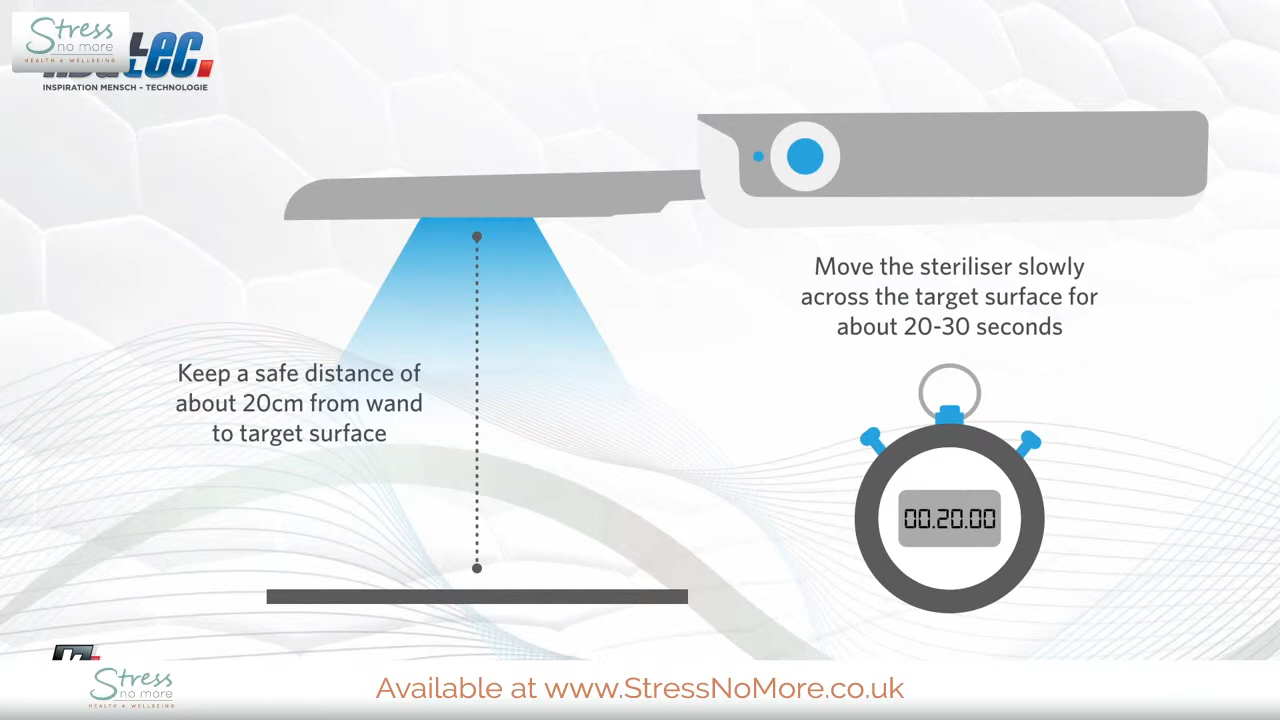 Stress
no more
HEALTH & WELLBEING
INSPIRATION MENSCH - TECHNOLOGIE
Move the steriliser slowly
across the target surface for
about 20-30 seconds
Keep a safe distance of
about 20cm from wand
to target surface
00.20.00
Stress
no more
HEALTH & WELLBEING
Available at www.StressNoMore.co.uk